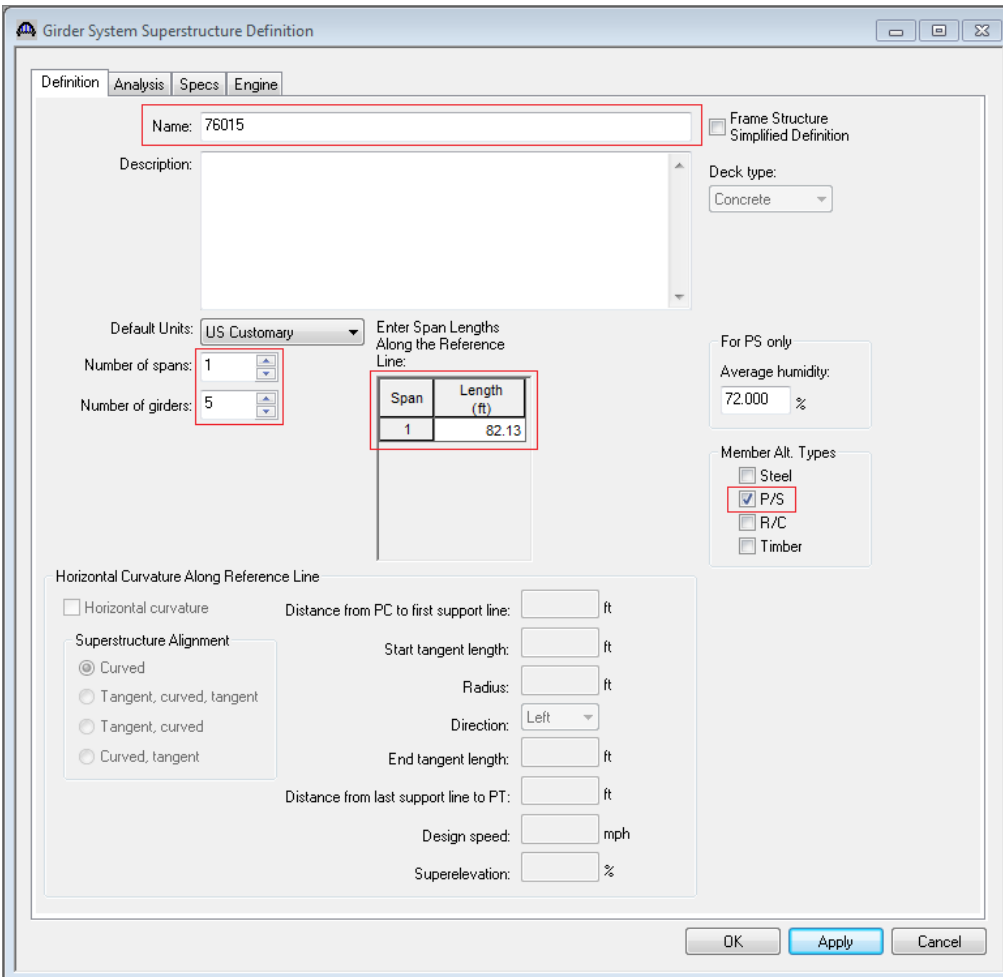 Girder System Superstructure Definition
Definition Analysis Specs Engine
Name: 76015
Frame Structure
Simplified Definition
Description:
Deck type:
Concrete
Default Units: US Customary
Enter Span Lengths
Along the Reference
Line:
Number of spans: 1
Number of girders: 5
Span Length
(ft)
1 82.13
For PS only
Average humidity:
72.000 %
Member Alt. Types
Steel
P/S
R/C
Timber
Horizontal Curvature Along Reference Line
Horizontal curvature
Superstructure Alignment
Curved
Tangent, curved, tangent
Tangent, curved
Curved, tangent
Distance from PC to first support line: ft
Start tangent length: ft
Radius: ft
Direction: Left
End tangent length: ft
Distance from last support line to PT: ft
Design speed: mph
Superelevation: %
OK Apply Cancel